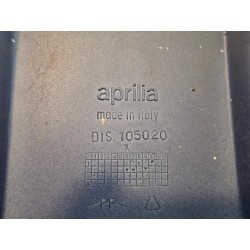 aprilia
made in italy
DIS. 105020
X
>PP<